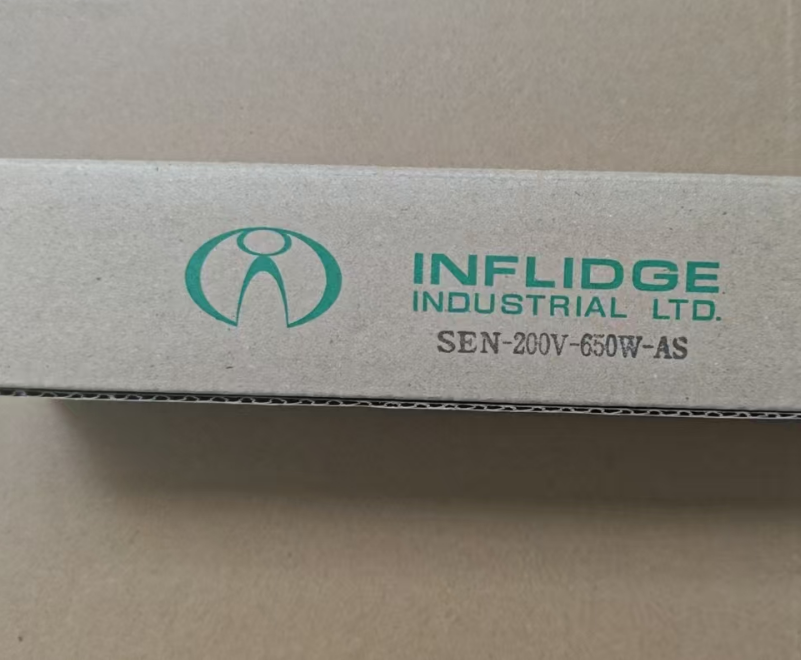 INFLIDGE
INDUSTRIAL LTD.
SEN-200V-650W-AS